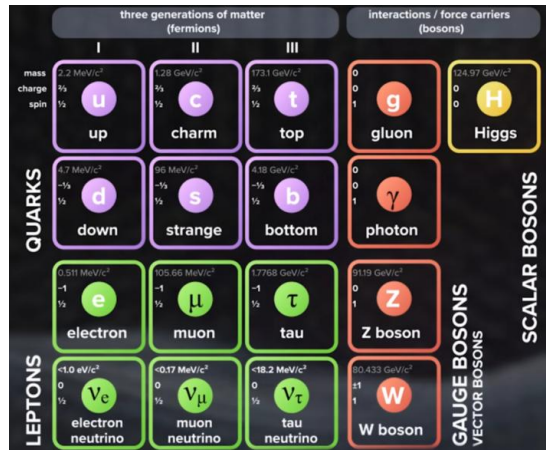 three generations of matter
(fermions)
interactions / force carriers
(bosons)
I
II
III
mass
charge
spin
2.2 MeV/c²
⅔
½
u
up
1.28 GeV/c²
⅔
½
c
charm
173.1 GeV/c²
⅔
½
t
top
0
0
1
g
gluon
124.97 GeV/c²
0
0
H
Higgs
QUARKS
4.7 MeV/c²
−⅓
½
d
down
96 MeV/c²
−⅓
½
s
strange
4.18 GeV/c²
−⅓
½
b
bottom
0
0
1
γ
photon
SCALAR BOSONS
LEPTONS
0.511 MeV/c²
−1
½
e
electron
105.66 MeV/c²
−1
½
μ
muon
1.7768 GeV/c²
−1
½
τ
tau
91.19 GeV/c²
0
1
Z
Z boson
GAUGE BOSONS
VECTOR BOSONS
<1.0 eV/c²
0
½
νe
electron
neutrino
<0.17 MeV/c²
0
½
νμ
muon
neutrino
<18.2 MeV/c²
0
½
ντ
tau
neutrino
80.433 GeV/c²
±1
1
W
W boson